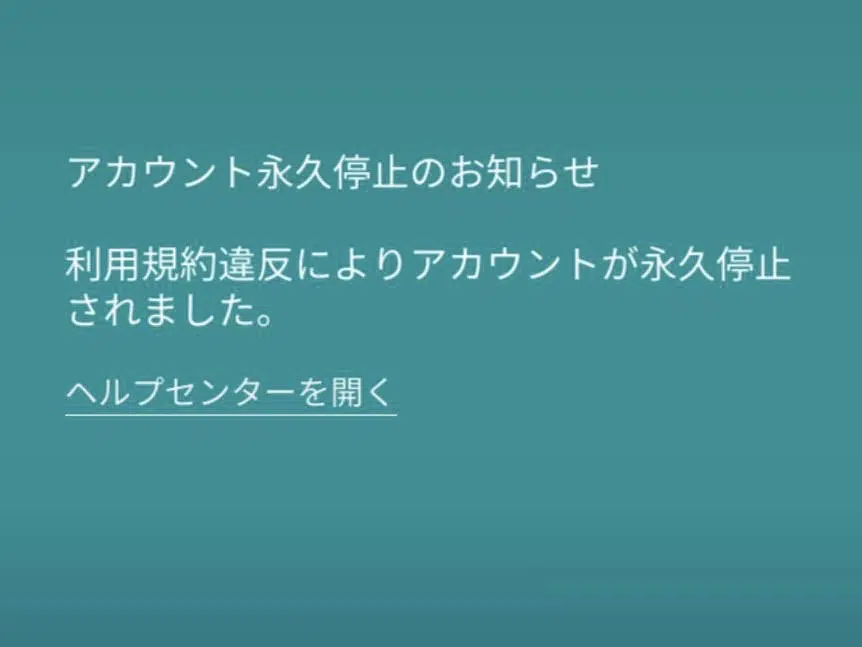 アカウント永久停止のお知らせ
利用規約違反によりアカウントが永久停止
されました。
ヘルプセンターを開く